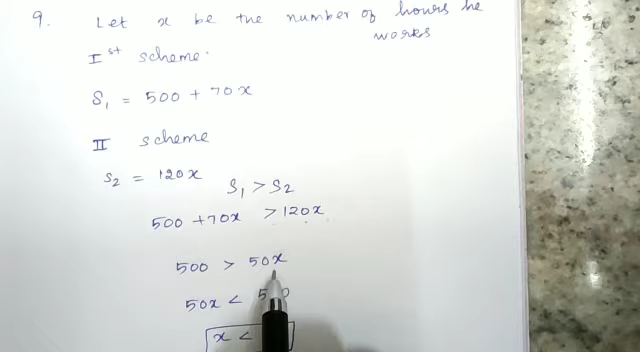 9. Let x be the number of hours he
works
Ist scheme.
S1 = 500 + 70x
II scheme
S2 = 120x
S1 > S2
500 + 70x > 120x
500 > 50x
50x <
x <